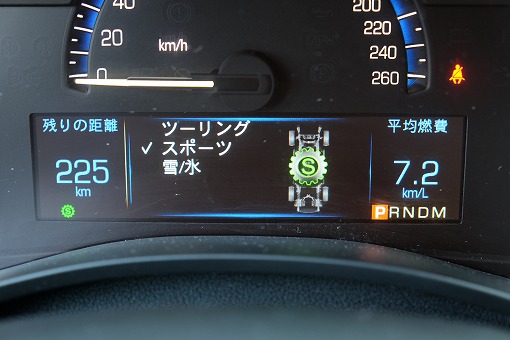 40
20
0
km/h
200
220
240
260
残りの距離
225
km
S
ツーリング
✓ スポーツ
雪/氷
S
平均燃費
7.2
km/L
PRNDM